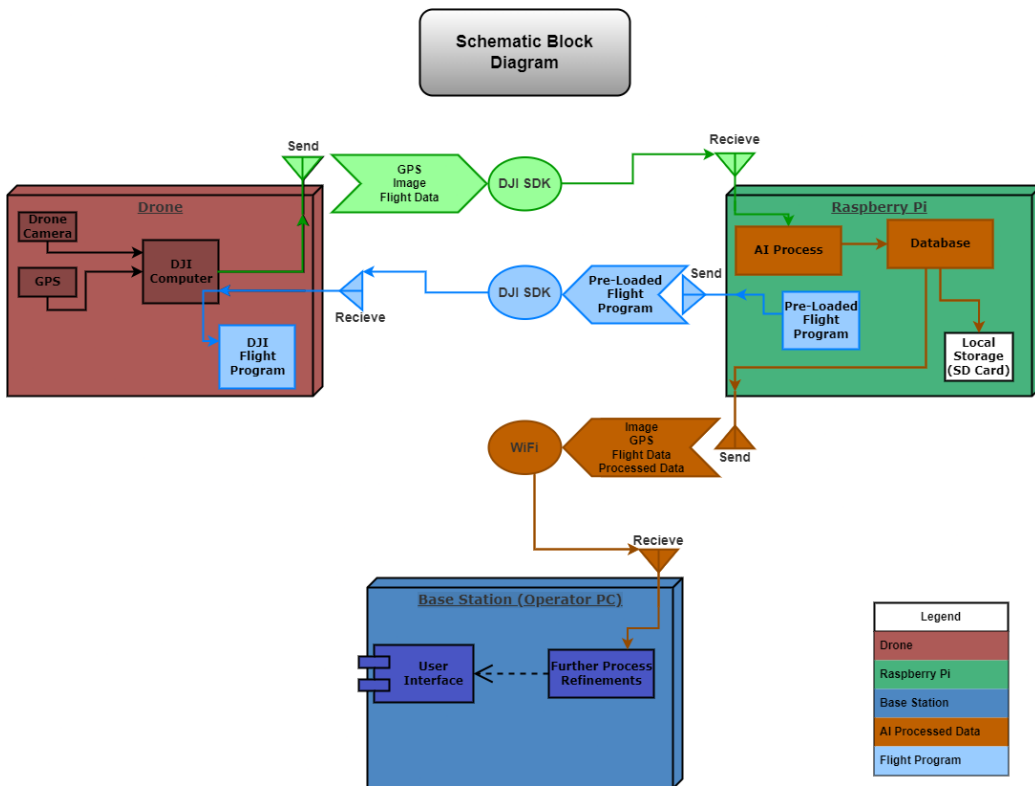 Schematic Block
Diagram
Send
Recieve
GPS
Image
Flight Data
DJI SDK
Drone
Drone
Camera
GPS
DJI
Computer
DJI
Flight
Program
Recieve
DJI SDK
Pre-Loaded
Flight
Program
Send
Raspberry Pi
AI Process
Database
Pre-Loaded
Flight
Program
Local
Storage
(SD Card)
WiFi
Image
GPS
Flight Data
Processed Data
Send
Recieve
Base Station (Operator PC)
User
Interface
Further Process
Refinements
Legend
Drone
Raspberry Pi
Base Station
AI Processed Data
Flight Program